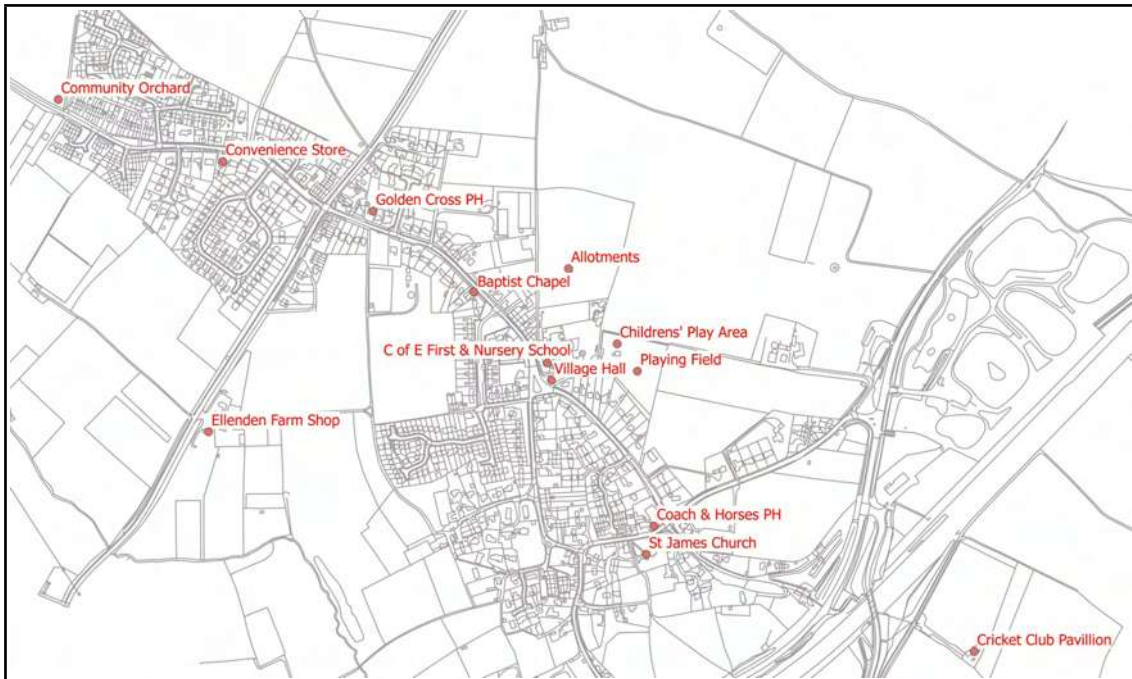 Community Orchard
Convenience Store
Golden Cross PH
Allotments
Baptist Chapel
Childrens' Play Area
C of E First & Nursery School
Playing Field
Village Hall
Ellenden Farm Shop
Coach & Horses PH
St James Church
Cricket Club Pavillion